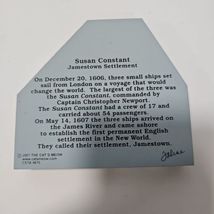 Susan Constant
Jamestown Settlement
On December 20, 1606, three small ships set
sail from London on a voyage that would
change the world. The largest of the three was
the Susan Constant, commanded by
Captain Christopher Newport.
The Susan Constant had a crew of 17 and
carried about 54 passengers.
On May 14, 1607 the three ships arrived on
the James River and came ashore
to establish the first permanent English
settlement in the New World.
They called their settlement, Jamestown.
THE CAT'S MEOW